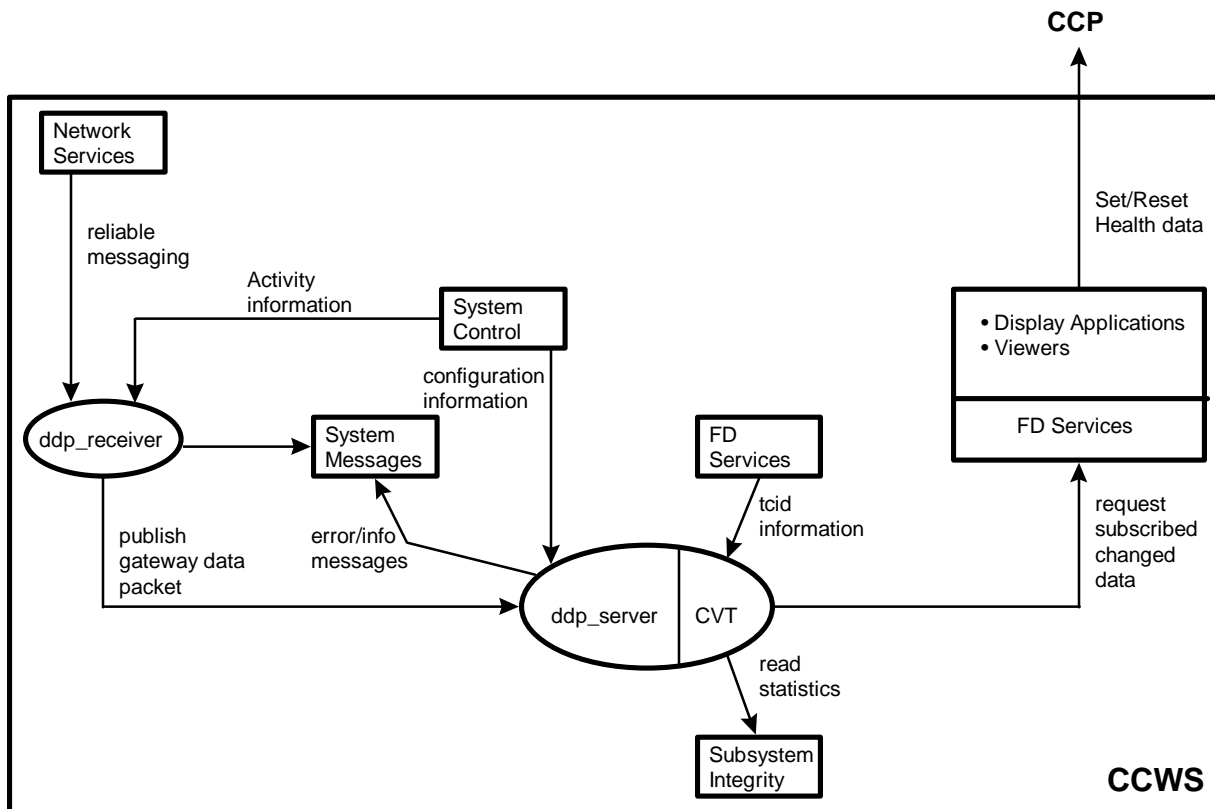 CCP
Network
Services
reliable
messaging
Set/Reset
Health data
Activity
information
System
Control
• Display Applications
• Viewers
configuration
information
ddp_receiver
System
Messages
FD
Services
FD Services
tcid
information
publish
gateway data
packet
error/info
messages
request
subscribed
changed
data
ddp_server
CVT
read
statistics
Subsystem
Integrity
CCWS